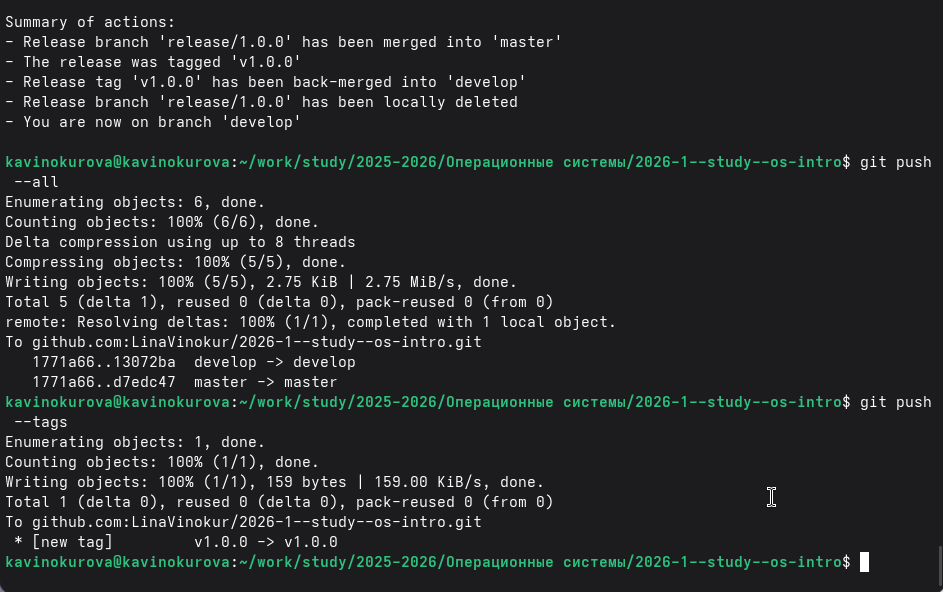 Summary of actions:
- Release branch 'release/1.0.0' has been merged into 'master'
- The release was tagged 'v1.0.0'
- Release tag 'v1.0.0' has been back-merged into 'develop'
- Release branch 'release/1.0.0' has been locally deleted
- You are now on branch 'develop'
kavinokurova@kavinokurova:~/work/study/2025-2026/Операционные системы/2026-1--study--os-intro$ git push
--all
Enumerating objects: 6, done.
Counting objects: 100% (6/6), done.
Delta compression using up to 8 threads
Compressing objects: 100% (5/5), done.
Writing objects: 100% (5/5), 2.75 KiB | 2.75 MiB/s, done.
Total 5 (delta 1), reused 0 (delta 0), pack-reused 0 (from 0)
remote: Resolving deltas: 100% (1/1), completed with 1 local object.
To github.com:LinaVinokur/2026-1--study--os-intro.git
   1771a66..13072ba  develop -> develop
   1771a66..d7edc47  master -> master
kavinokurova@kavinokurova:~/work/study/2025-2026/Операционные системы/2026-1--study--os-intro$ git push
--tags
Enumerating objects: 1, done.
Counting objects: 100% (1/1), done.
Writing objects: 100% (1/1), 159 bytes | 159.00 KiB/s, done.
Total 1 (delta 0), reused 0 (delta 0), pack-reused 0 (from 0)
To github.com:LinaVinokur/2026-1--study--os-intro.git
 * [new tag]         v1.0.0 -> v1.0.0
kavinokurova@kavinokurova:~/work/study/2025-2026/Операционные системы/2026-1--study--os-intro$